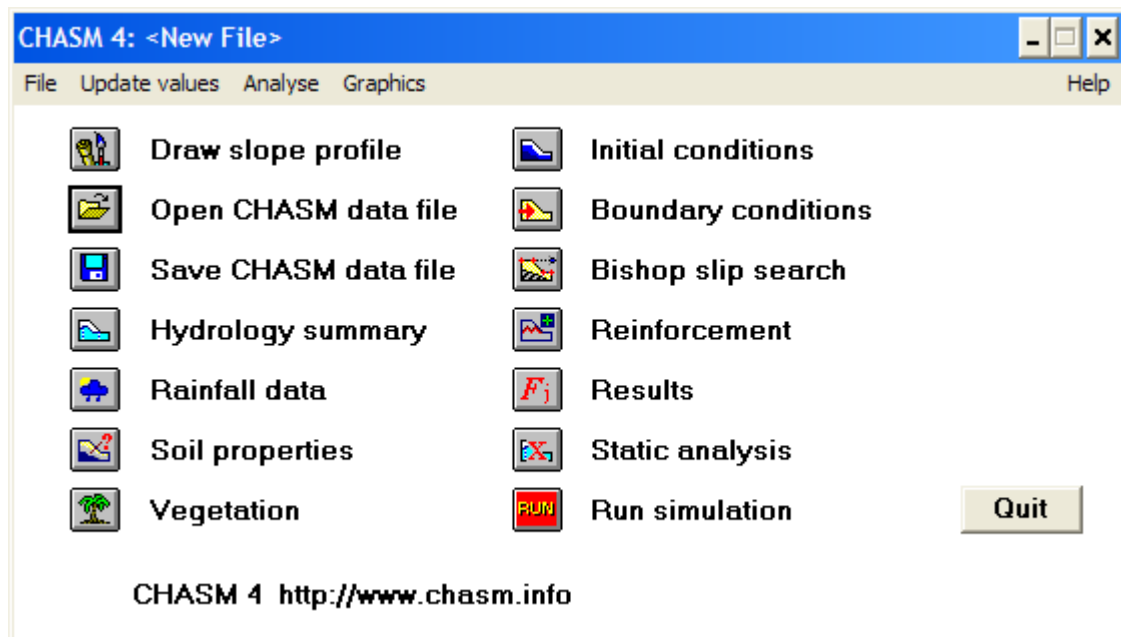 CHASM 4: <New File>
File Update values Analyse Graphics Help
Draw slope profile
Open CHASM data file
Save CHASM data file
Hydrology summary
Rainfall data
Soil properties
Vegetation
Initial conditions
Boundary conditions
Bishop slip search
Reinforcement
Fj Results
X Static analysis
RUN Run simulation
Quit
CHASM 4 http://www.chasm.info